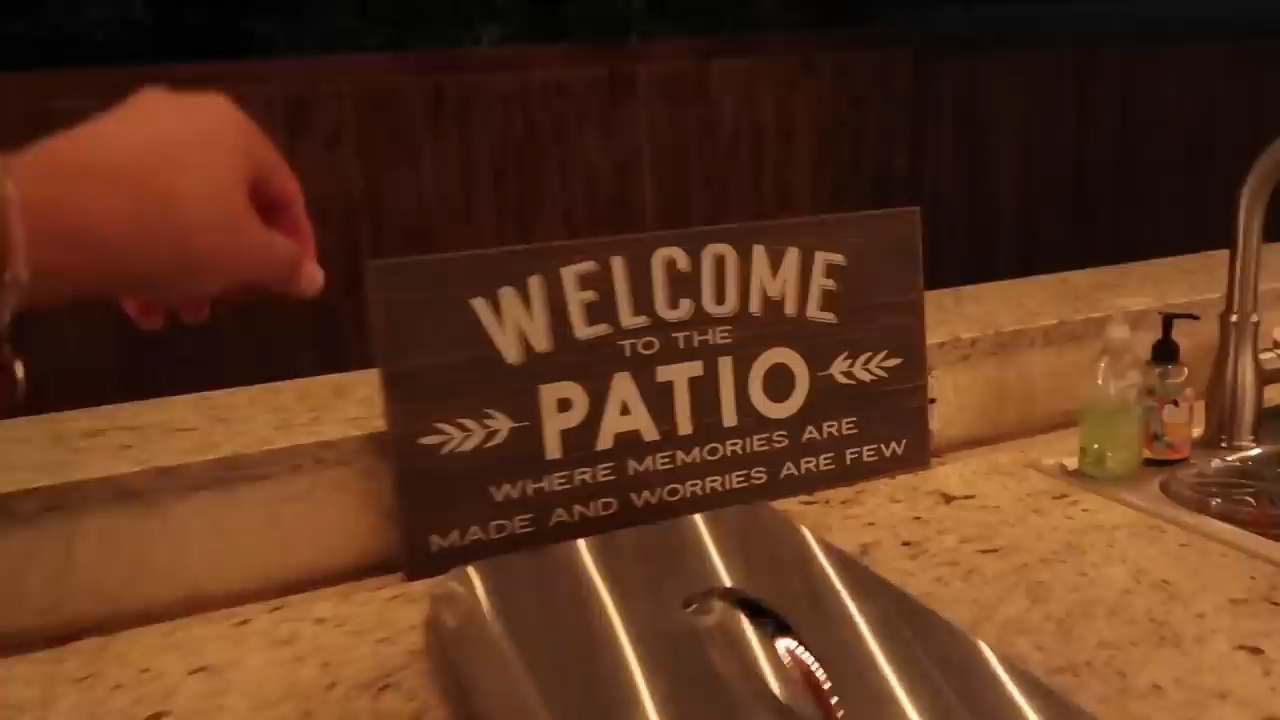 WELCOME
TO THE
PATIO
WHERE MEMORIES ARE
MADE AND WORRIES ARE FEW